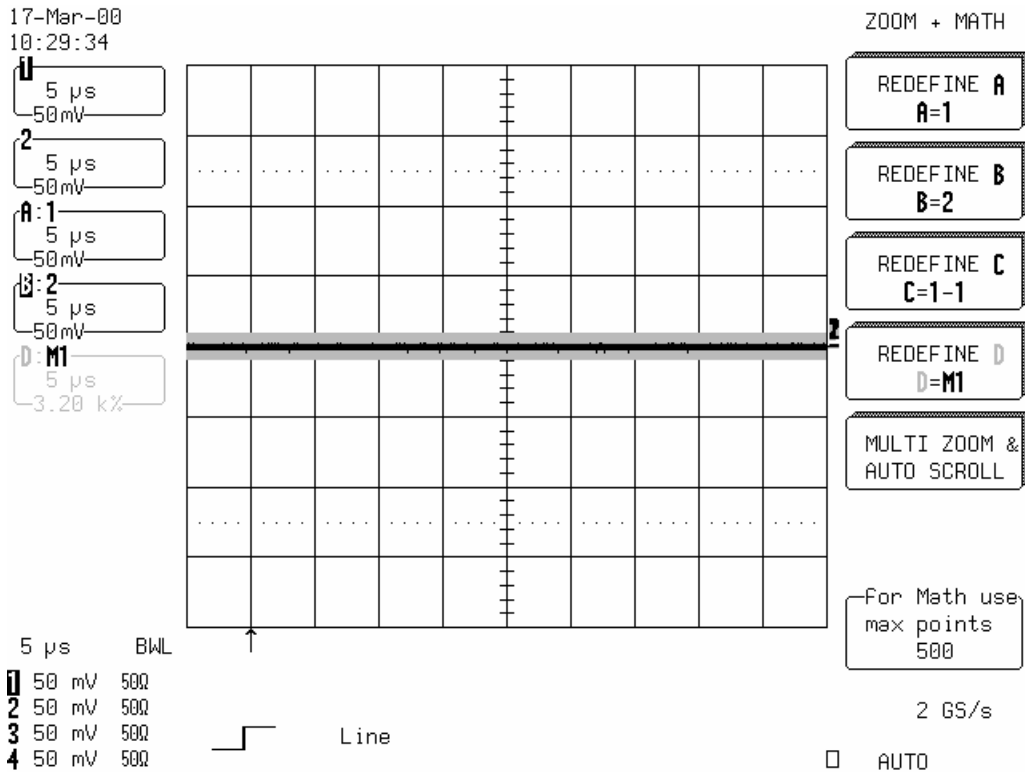 17-Mar-00
10:29:34
1
5 µs
50mV
2
5 µs
50mV
A:1
5 µs
50mV
B:2
5 µs
50mV
D:M1
5 µs
3.20 k%
2
ZOOM + MATH
REDEFINE A
A=1
REDEFINE B
B=2
REDEFINE C
C=1-1
REDEFINE D
D=M1
MULTI ZOOM &
AUTO SCROLL
For Math use
max points
500
5 µs BWL
1 50 mV 50Ω
2 50 mV 50Ω
3 50 mV 50Ω
4 50 mV 50Ω
Line
2 GS/s
AUTO